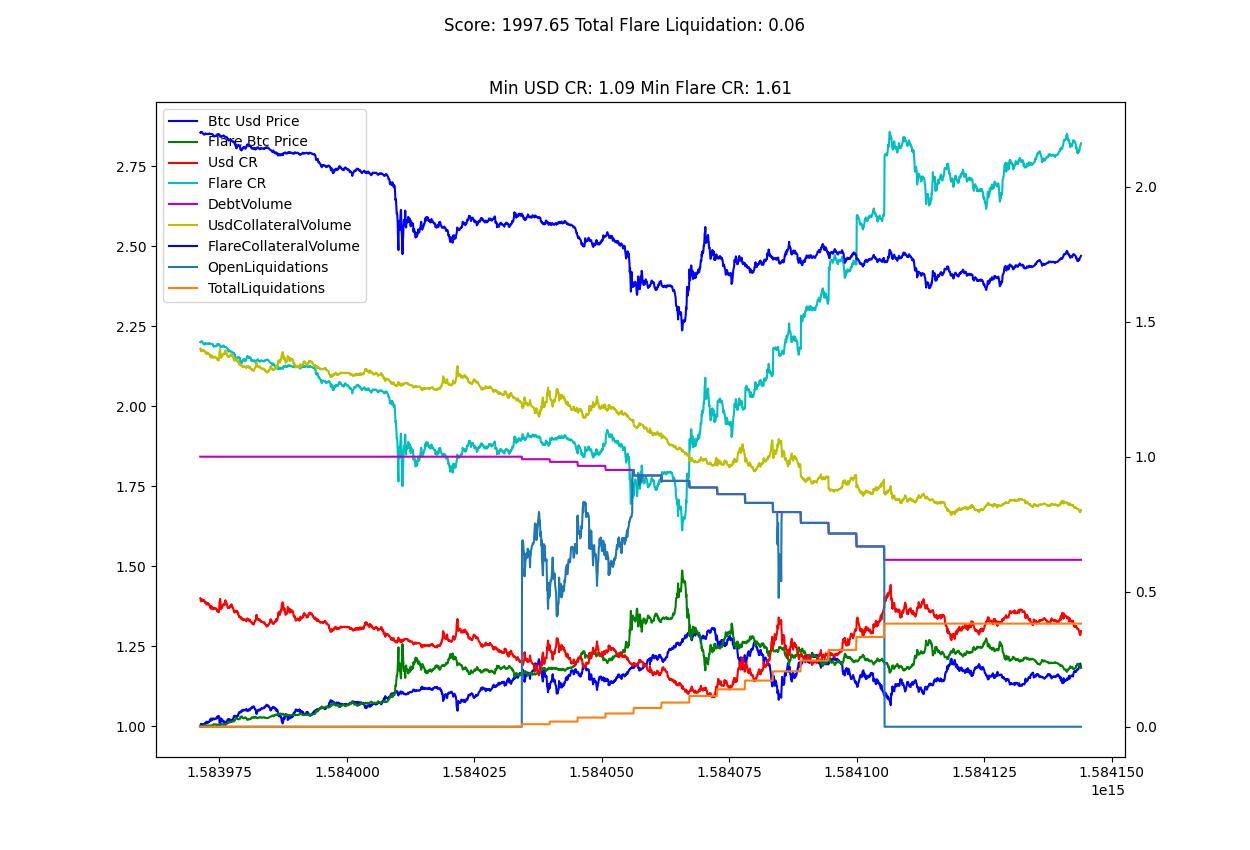 Score: 1997.65 Total Flare Liquidation: 0.06
Min USD CR: 1.09 Min Flare CR: 1.61
Btc Usd Price
Flare Btc Price
Usd CR
Flare CR
DebtVolume
UsdCollateralVolume
FlareCollateralVolume
OpenLiquidations
TotalLiquidations
2.75
2.50
2.25
2.00
1.75
1.50
1.25
1.00
2.0
1.5
1.0
0.5
0.0
1.583975 1.584000 1.584025 1.584050 1.584075 1.584100 1.584125 1.584150
1e15